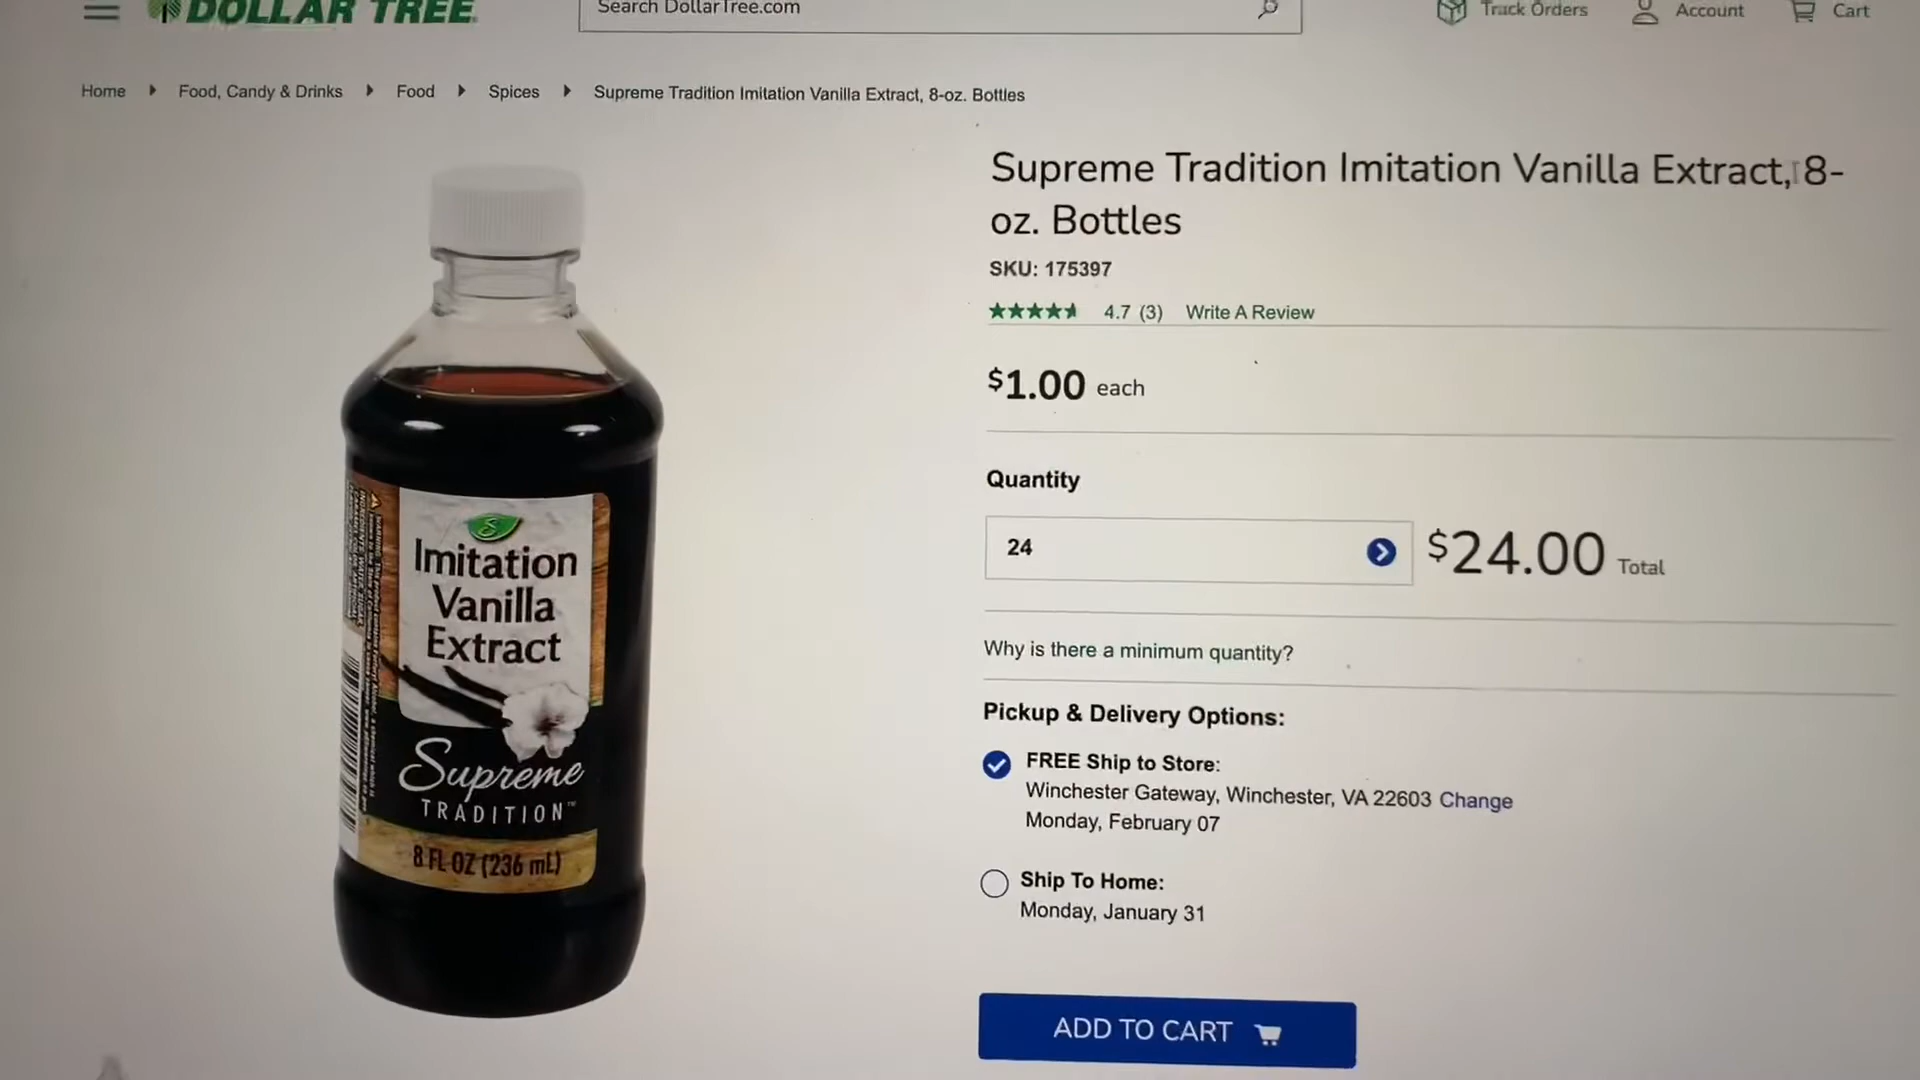 DOLLAR TREE
Search DollarTree.com
Track Orders
Account
Cart
Home
Food, Candy & Drinks
Food
Spices
Supreme Tradition Imitation Vanilla Extract, 8-oz. Bottles
Supreme Tradition Imitation Vanilla Extract, 8-
oz. Bottles
SKU: 175397
4.7 (3) Write A Review
$1.00 each
Quantity
24
$24.00 Total
Why is there a minimum quantity?
Pickup & Delivery Options:
FREE Ship to Store:
Winchester Gateway, Winchester, VA 22603 Change
Monday, February 07
Ship To Home:
Monday, January 31
ADD TO CART
Imitation
Vanilla
Extract
Supreme
TRADITION™
8 FL OZ (236 mL)